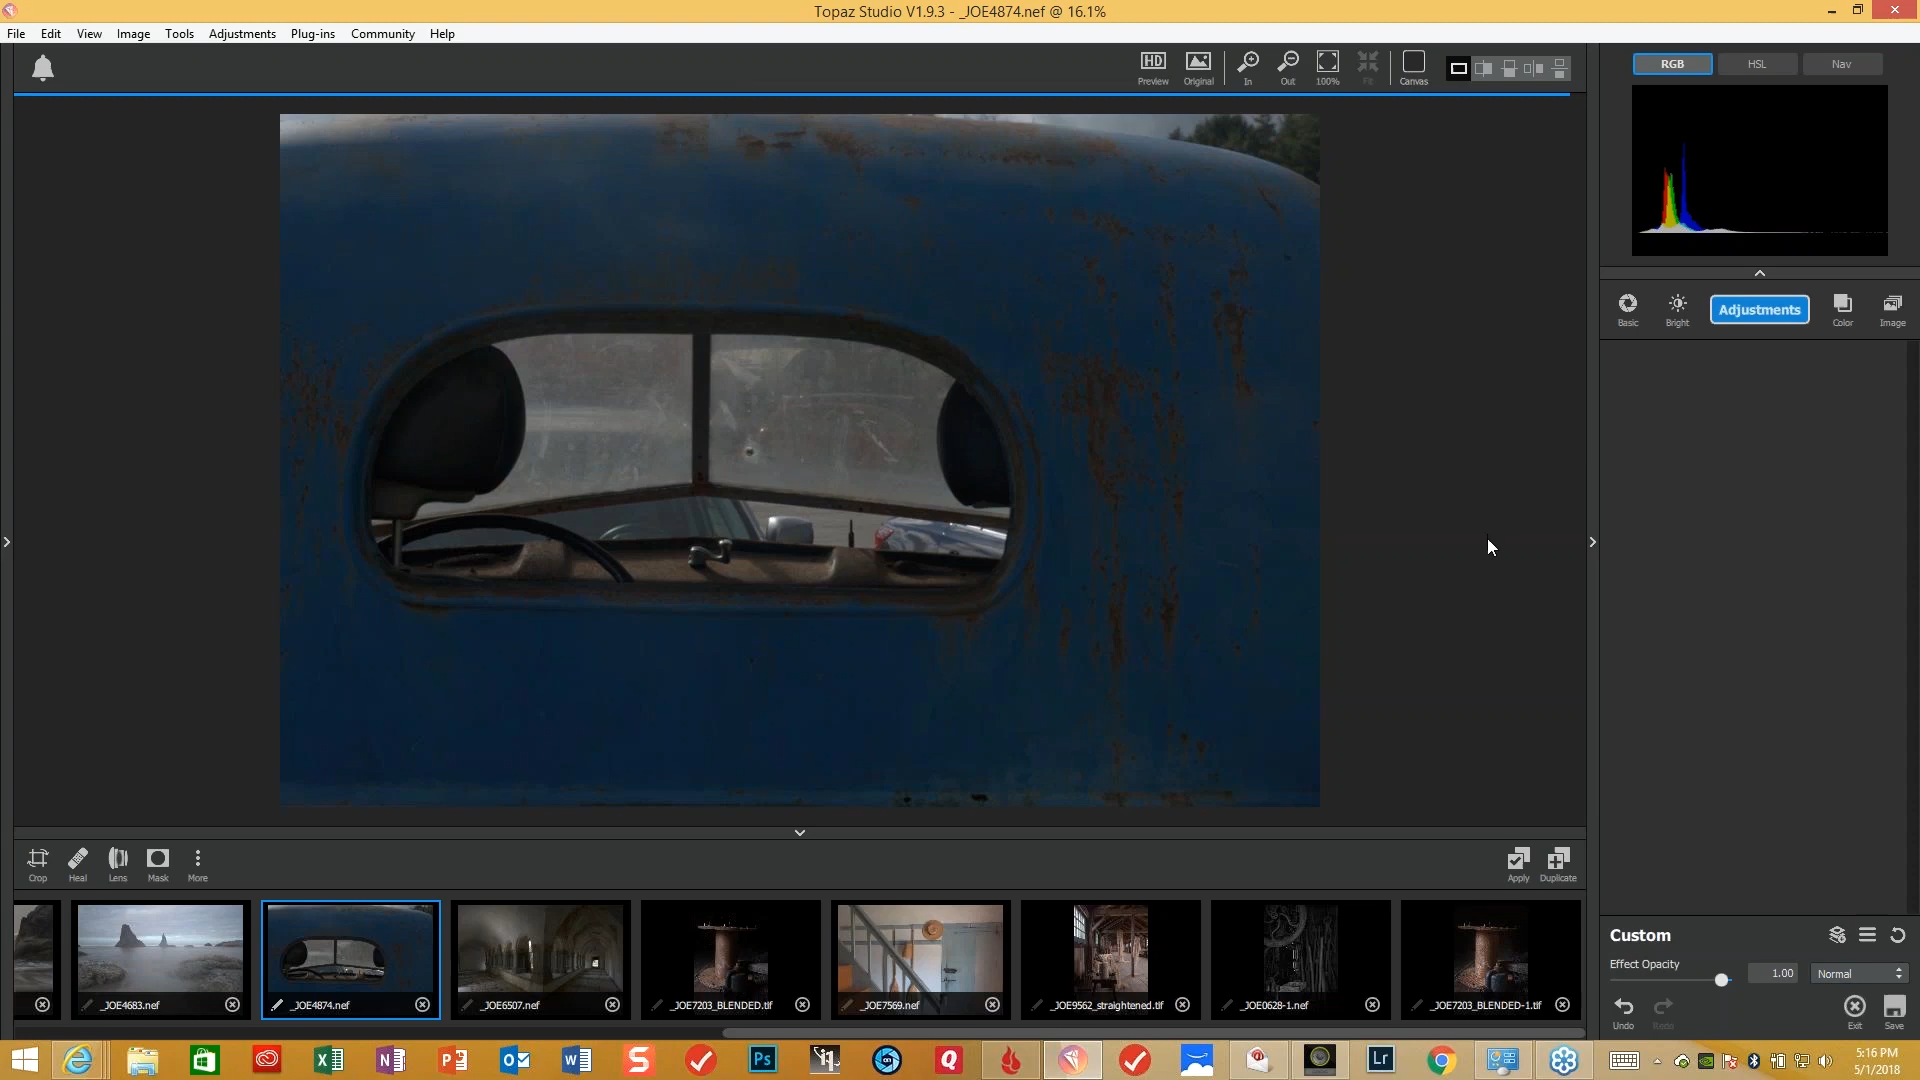 Topaz Studio V1.9.3 - _JOE4874.nef @ 16.1%
File Edit View Image Tools Adjustments Plug-ins Community Help
HD
Preview Original In Out 100% Fit Canvas
RGB HSL Nav
Basic Bright Adjustments Color Image
Crop Heal Lens Mask More
Apply Duplicate
_JOE4683.nef _JOE4874.nef _JOE6507.nef _JOE7203_BLENDED.tif _JOE7569.nef _JOE9562_straightened.tif _JOE0628-1.nef _JOE7203_BLENDED-1.tif
Custom
Effect Opacity 1.00 Normal
Undo Redo Exit Save
Ps Lr
5:16 PM
5/1/2018